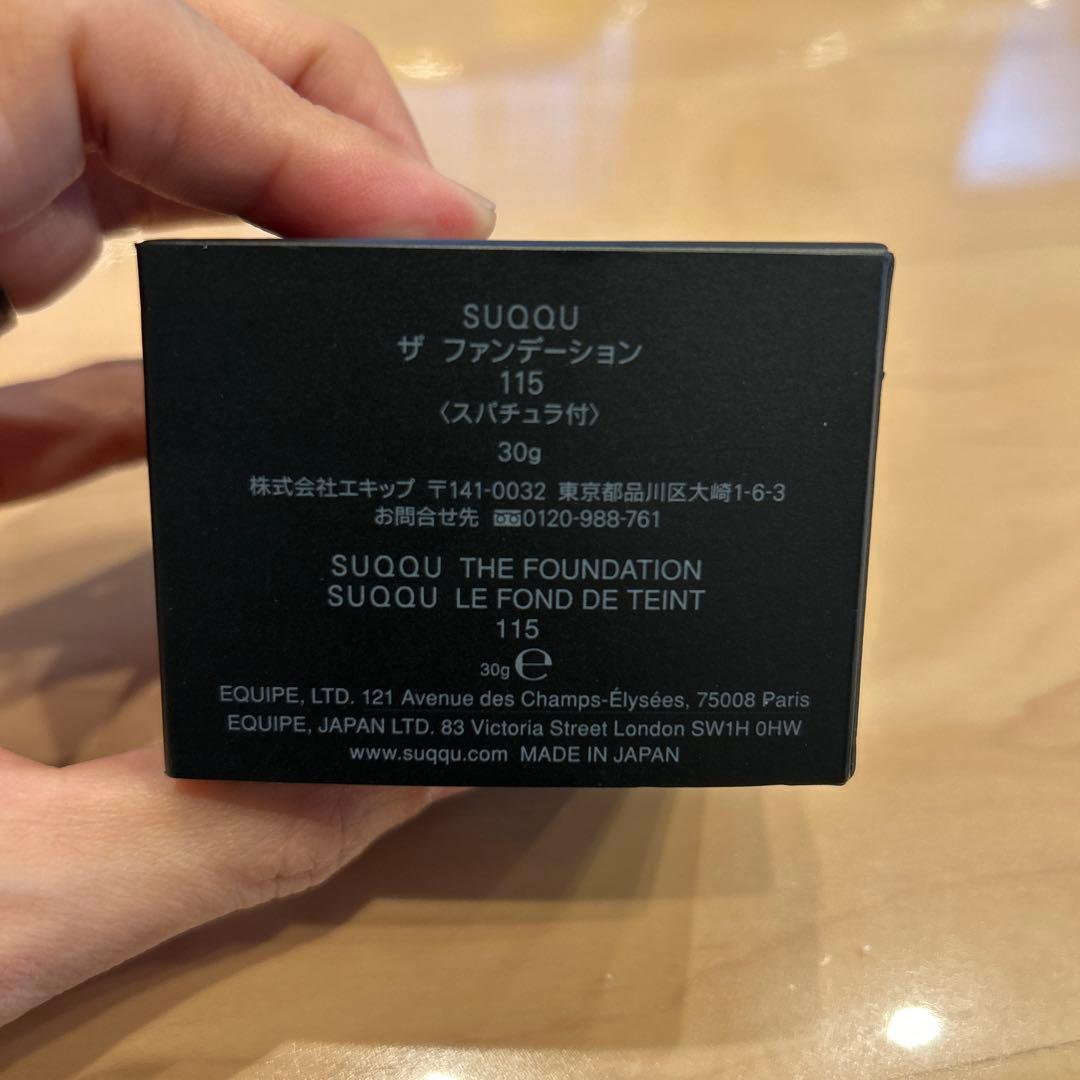 SUQQU
ザ ファンデーション
115
〈スパチュラ付〉
30g
株式会社エキップ 〒141-0032 東京都品川区大崎1-6-3
お問合せ先 0120-988-761
SUQQU THE FOUNDATION
SUQQU LE FOND DE TEINT
115
30g ℮
EQUIPE, LTD. 121 Avenue des Champs-Élysées, 75008 Paris
EQUIPE, JAPAN LTD. 83 Victoria Street London SW1H 0HW
www.suqqu.com MADE IN JAPAN